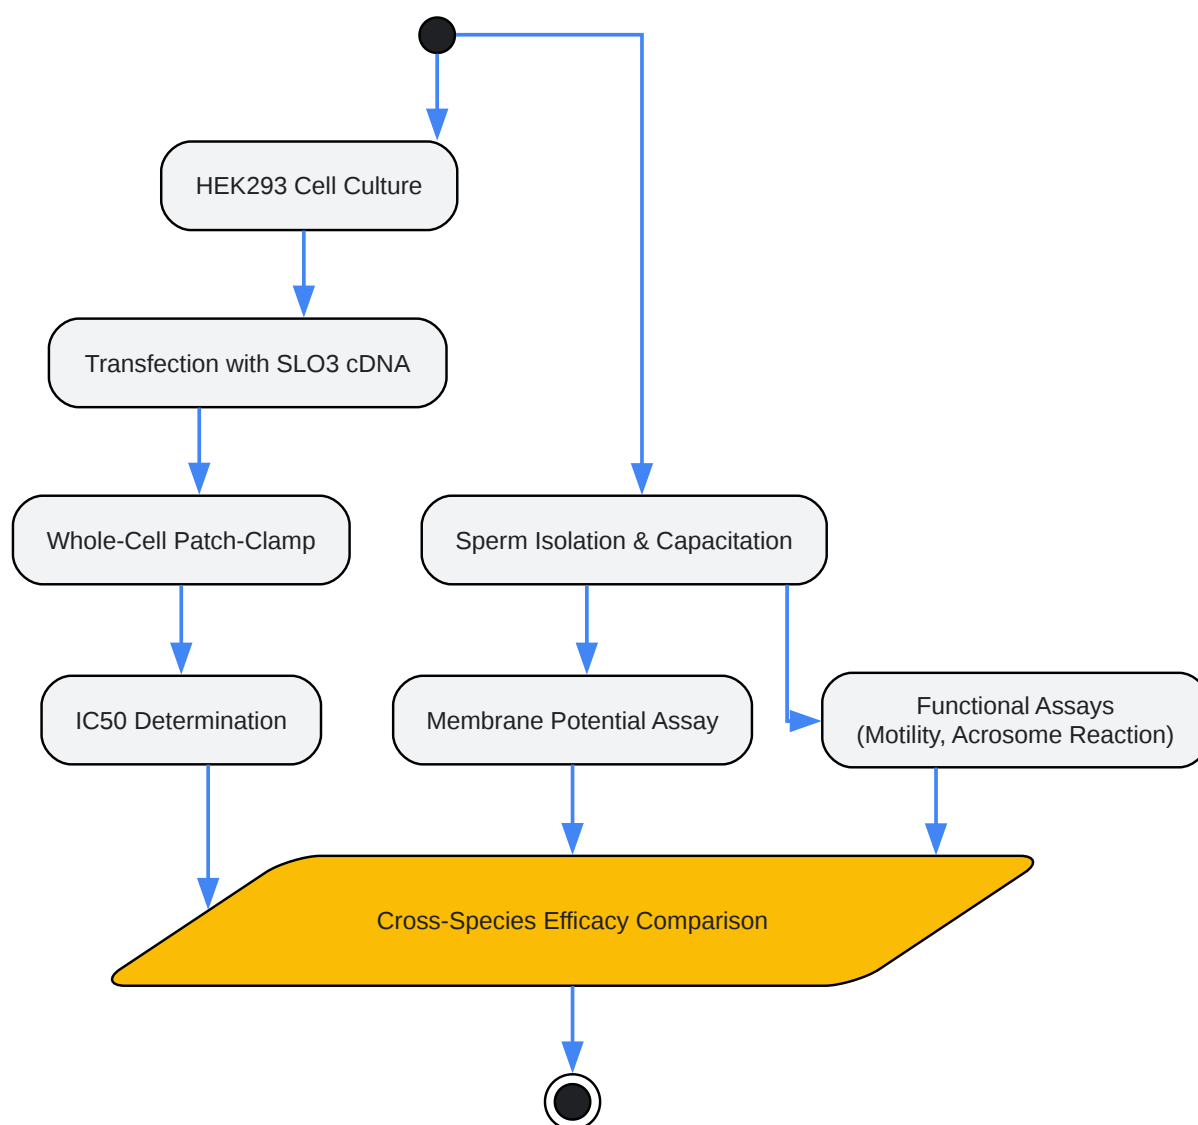 HEK293 Cell Culture
Transfection with SLO3 cDNA
Whole-Cell Patch-Clamp
Sperm Isolation & Capacitation
IC50 Determination
Membrane Potential Assay
Functional Assays
(Motility, Acrosome Reaction)
Cross-Species Efficacy Comparison